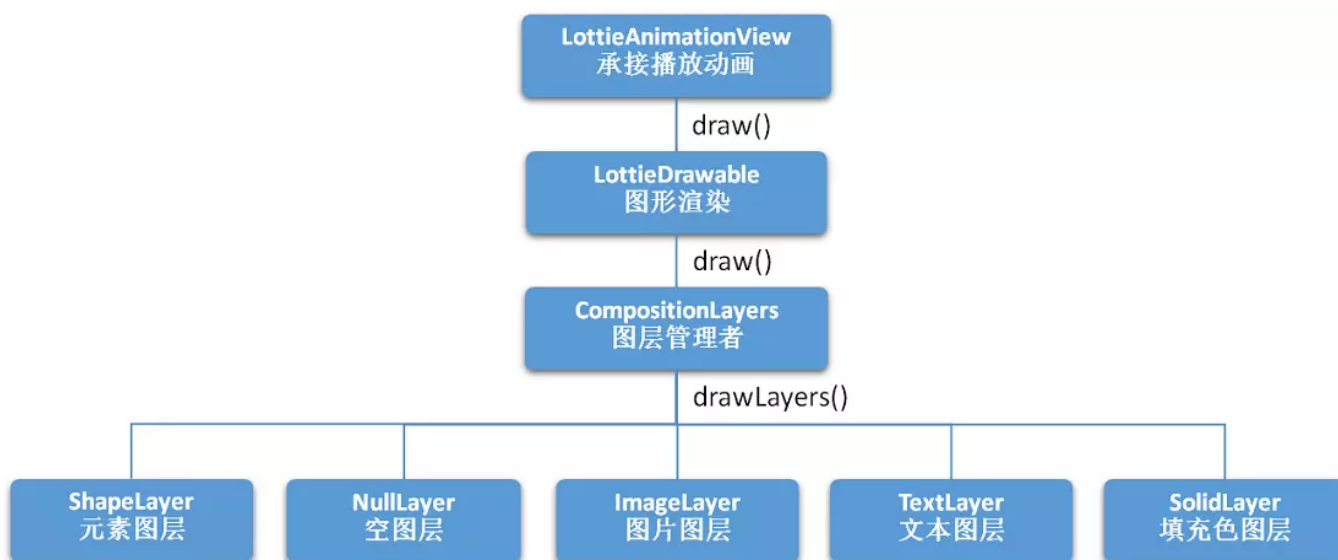 LottieAnimationView
承接播放动画
draw()
LottieDrawable
图形渲染
draw()
CompositionLayers
图层管理者
drawLayers()
ShapeLayer
元素图层
NullLayer
空图层
ImageLayer
图片图层
TextLayer
文本图层
SolidLayer
填充色图层